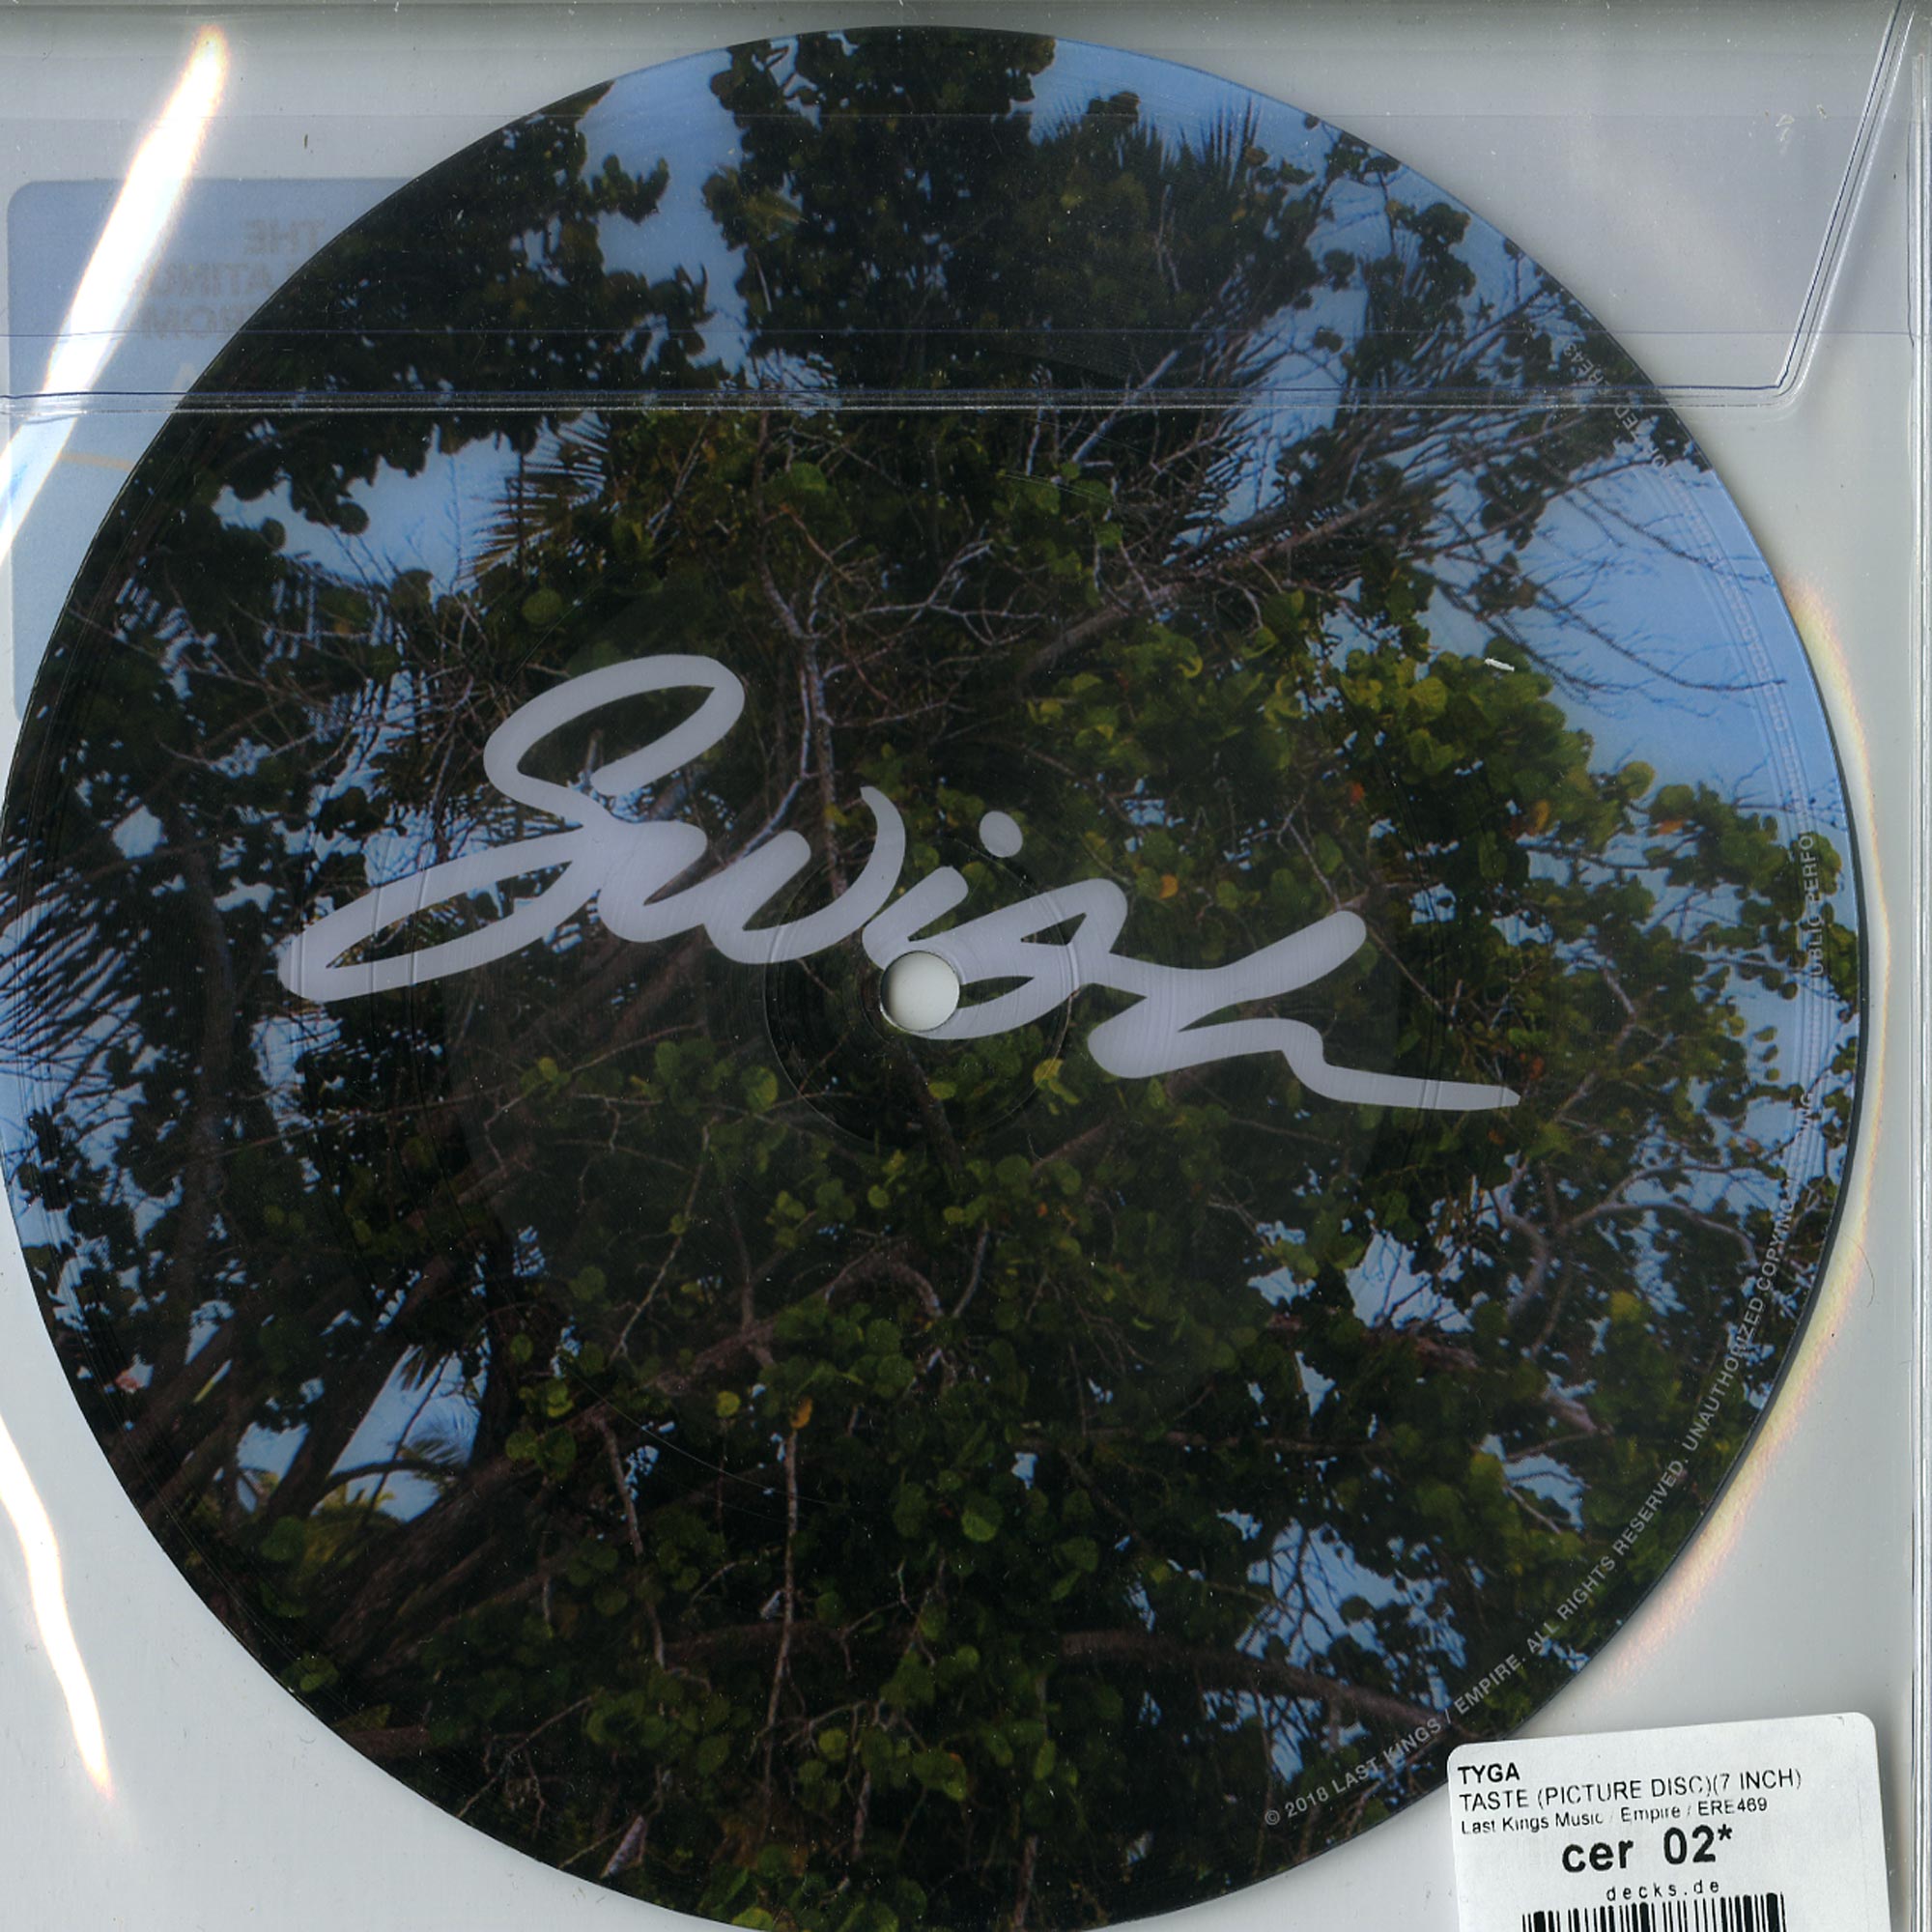 Swish
© 2018 LAST KINGS / EMPIRE. ALL RIGHTS RESERVED. UNAUTHORIZED COPYING,
TYGA
TASTE (PICTURE DISC)(7 INCH)
Last Kings Music / Empire / ERE469
cer 02*
decks.de